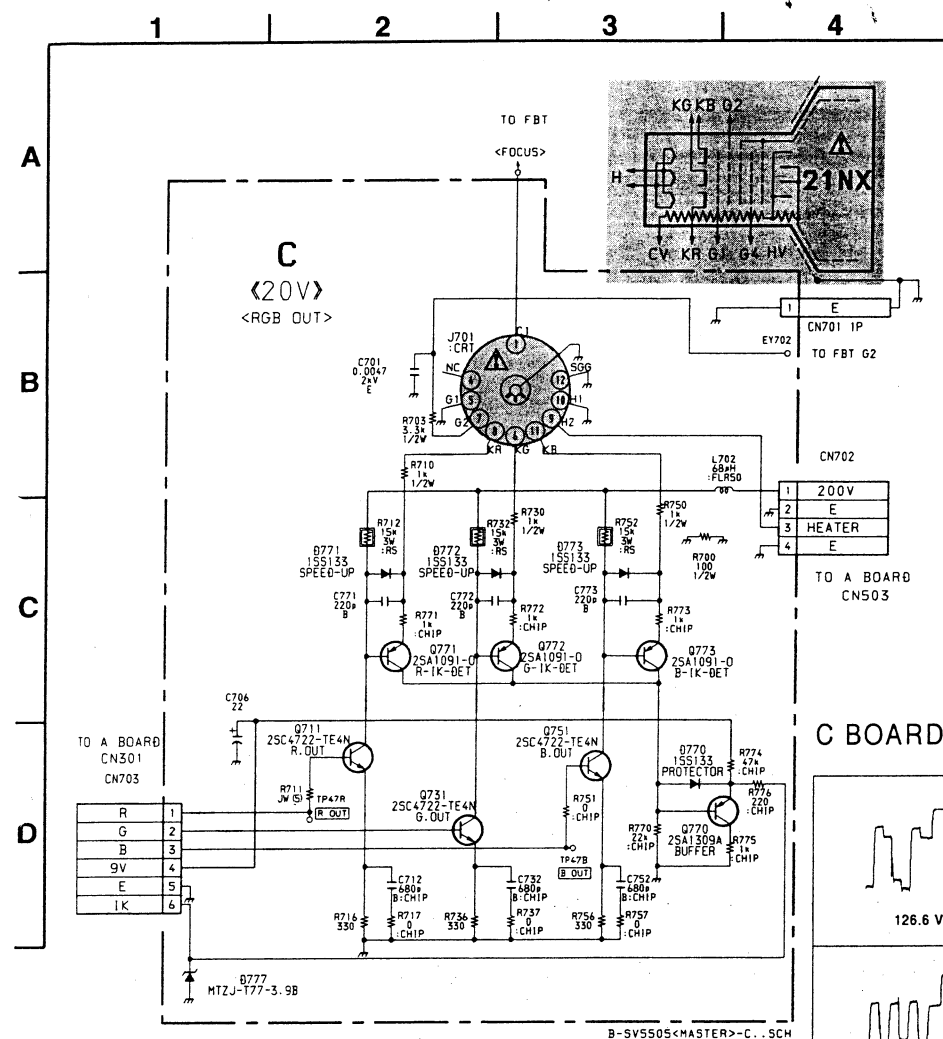 1 2 3 4
A
B
C
D
TO FBT
<FOCUS>
KG KB G2
H
21NX
CV KR G1 G4 HV
C
《20V》
<RGB OUT>
1 E
CN701 1P
EY702
TO FBT G2
J701
:CRT
C701
0.0047
2kV
E
NC
G1
G2
SGG
H1
H2
KR
KG
KB
R703
3.3k
1/2W
R710
1k
1/2W
L702
68μH
:FLR50
CN702
1 200V
2 E
3 HEATER
4 E
TO A BOARD
CN503
R712
15k
3W
:RS
R732
15k
3W
:RS
R730
1k
1/2W
R752
15k
3W
:RS
R750
1k
1/2W
R700
100
1/2W
D771
1SS133
SPEED-UP
D772
1SS133
SPEED-UP
D773
1SS133
SPEED-UP
C771
220p
B
C772
220p
B
C773
220p
B
R771
1k
:CHIP
R772
1k
:CHIP
R773
1k
:CHIP
Q771
2SA1091-O
R-IK-DET
Q772
2SA1091-O
G-IK-DET
Q773
2SA1091-O
B-IK-DET
C706
22
TO A BOARD
CN301
CN703
R 1
G 2
B 3
9V 4
E 5
IK 6
Q711
2SC4722-TE4N
R.OUT
R711
JW(5)
TP47R
R OUT
Q731
2SC4722-TE4N
G.OUT
Q751
2SC4722-TE4N
B.OUT
R751
0
:CHIP
TP47B
B OUT
D770
1SS133
PROTECTOR
R774
47k
:CHIP
R776
220
:CHIP
R770
22k
:CHIP
Q770
2SA1309A
BUFFER
R775
1k
:CHIP
C712
680p
B:CHIP
C732
680p
B:CHIP
C752
680p
B:CHIP
R716
330
R717
0
:CHIP
R736
330
R737
0
:CHIP
R756
330
R757
0
:CHIP
D777
MTZJ-T77-3.9B
B-SV5505<MASTER>-C..SCH
C BOARD
126.6 V